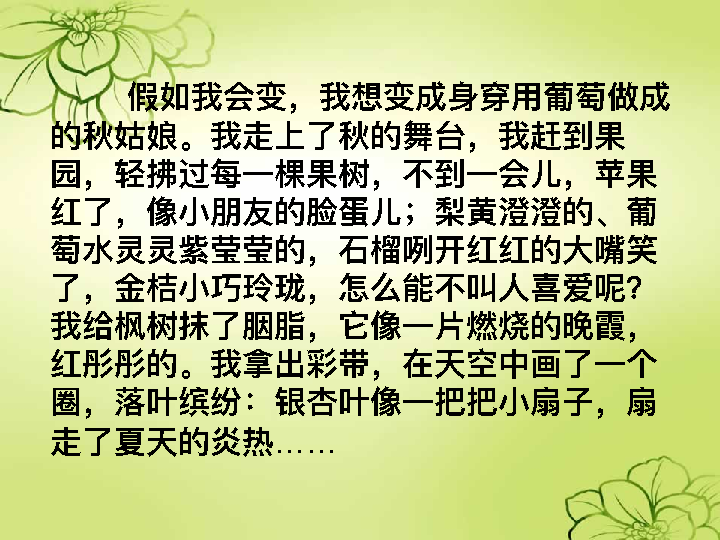 假如我会变，我想变成身穿用葡萄做成
的秋姑娘。我走上了秋的舞台，我赶到果
园，轻拂过每一棵果树，不到一会儿，苹果
红了，像小朋友的脸蛋儿；梨黄澄澄的、葡
萄水灵灵紫莹莹的，石榴咧开红红的大嘴笑
了，金桔小巧玲珑，怎么能不叫人喜爱呢？
我给枫树抹了胭脂，它像一片燃烧的晚霞，
红彤彤的。我拿出彩带，在天空中画了一个
圈，落叶缤纷：银杏叶像一把把小扇子，扇
走了夏天的炎热……